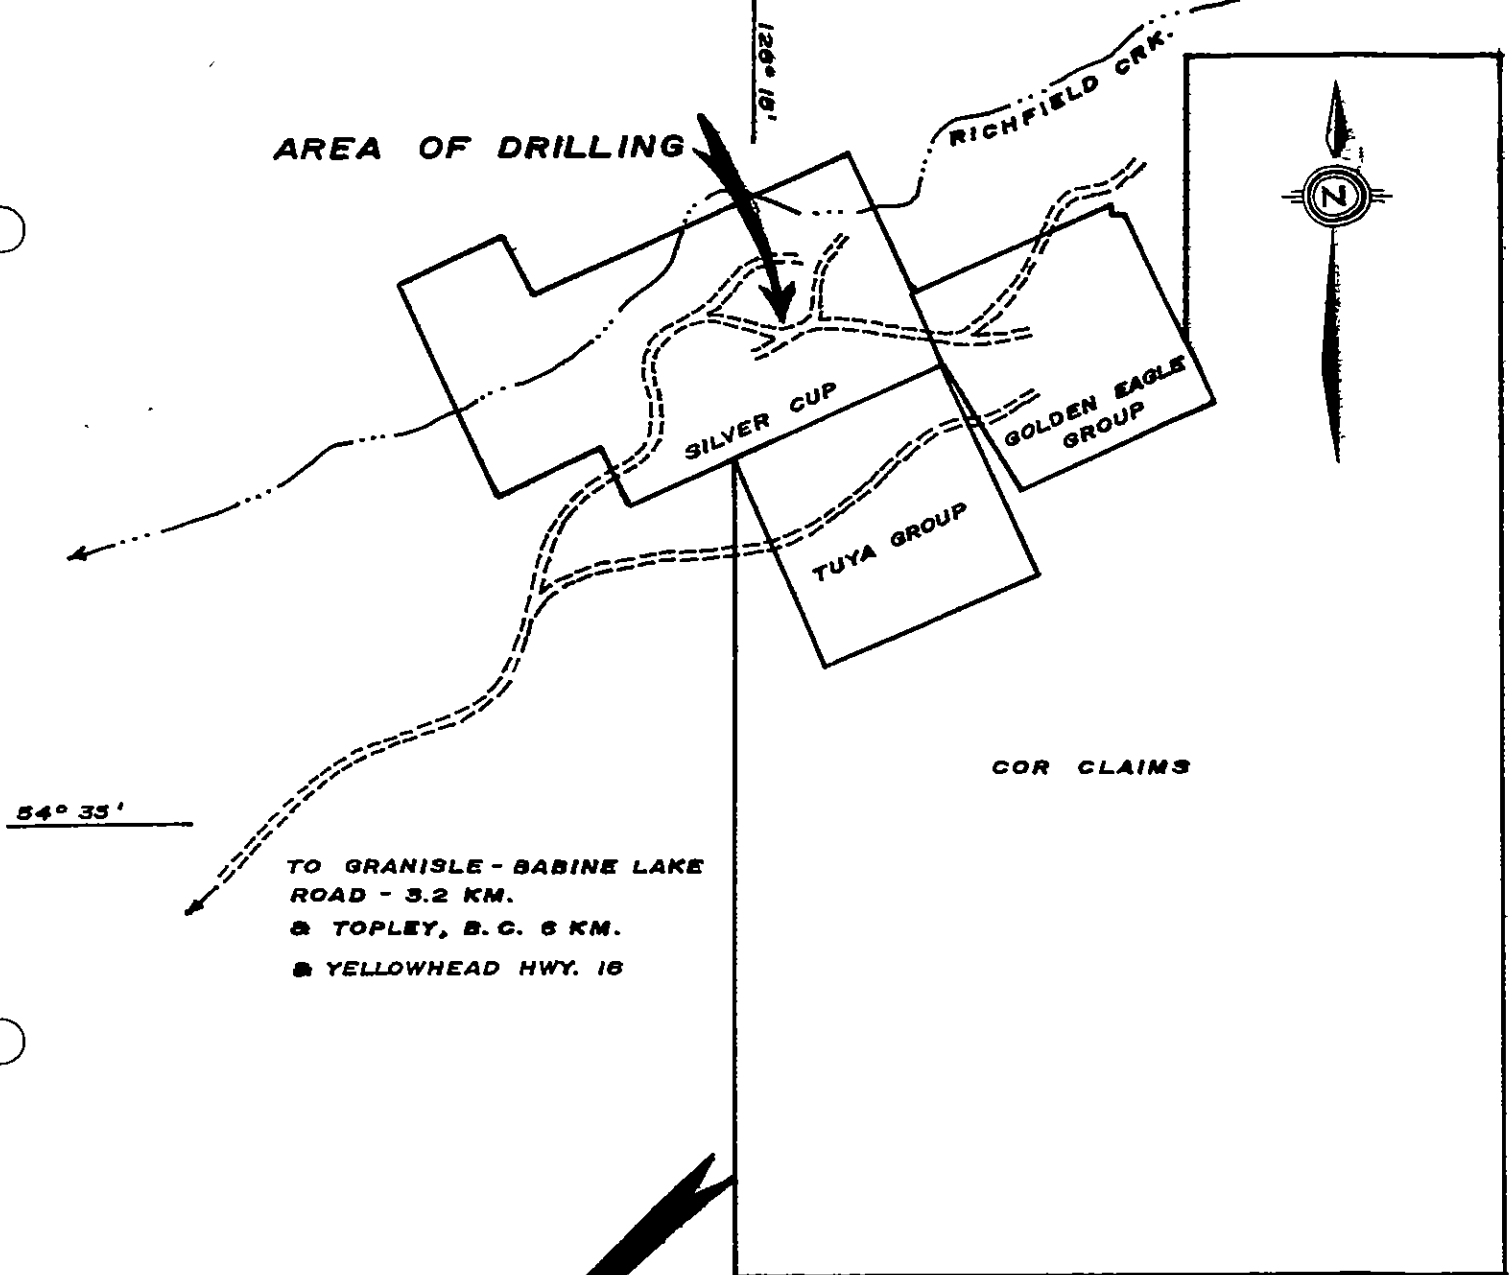 126° 18'
RICHFIELD CRK.
AREA OF DRILLING
N
SILVER CUP
GOLDEN EAGLE
GROUP
TUYA GROUP
COR CLAIMS
54° 35'
TO GRANISLE - BABINE LAKE
ROAD - 3.2 KM.
& TOPLEY, B.C. 6 KM.
& YELLOWHEAD HWY. 16